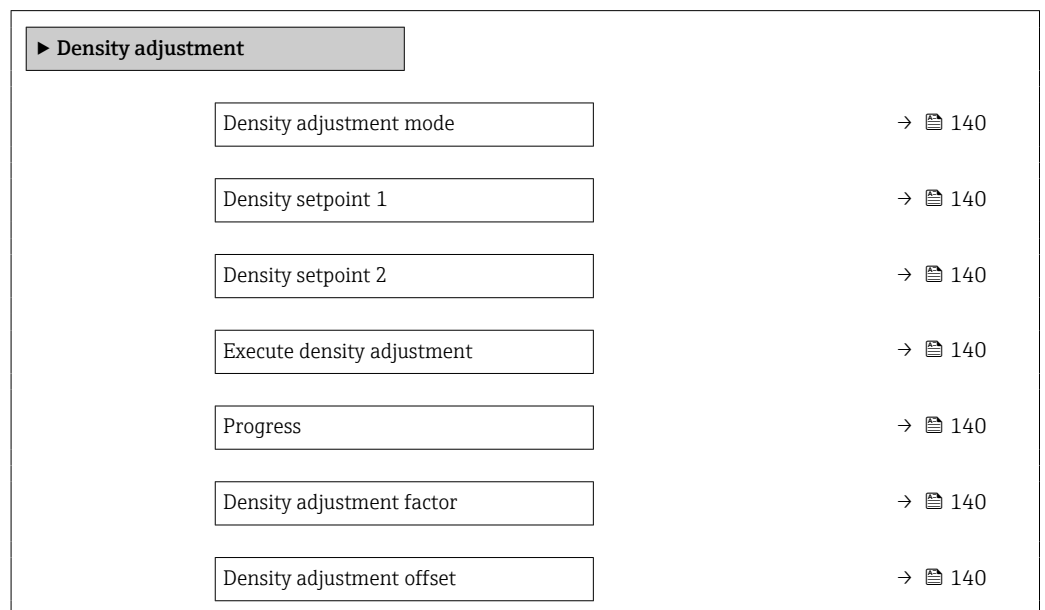 ▶ Density adjustment
Density adjustment mode → 140
Density setpoint 1 → 140
Density setpoint 2 → 140
Execute density adjustment → 140
Progress → 140
Density adjustment factor → 140
Density adjustment offset → 140